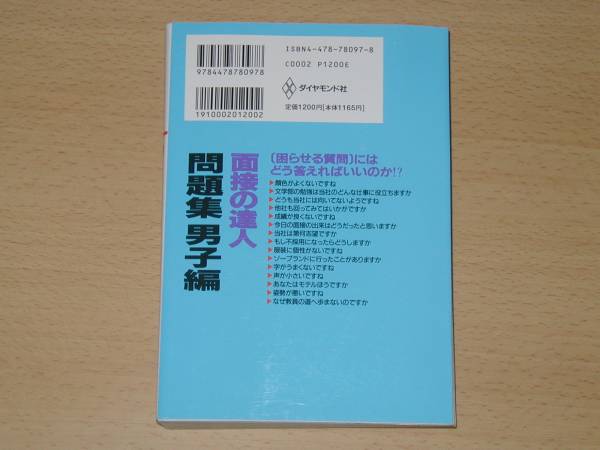 9784478780978
1910002012002
ISBN4-478-78097-8
C0002 P1200E
ダイヤモンド社
定価1200円[本体1165円]
面接の達人
問題集 男子編
〔困らせる質問〕には
どう答えればいいのか!?
▶顔色がよくないですね
▶文学部の勉強は当社のどんな仕事に役立ちますか
▶どうも当社には向いてないようですね
▶他社も回ってみてはいかがですか
▶成績が良くないですね
▶今日の面接の出来はどうだったと思いますか
▶当社は第何志望ですか
▶もし不採用になったらどうしますか
▶服装に個性がないですね
▶ソープランドに行ったことがありますか
▶字がうまくないですね
▶声が小さいですね
▶あなたはモテルほうですか
▶姿勢が悪いですね
▶なぜ教員の道へ歩まないのですか